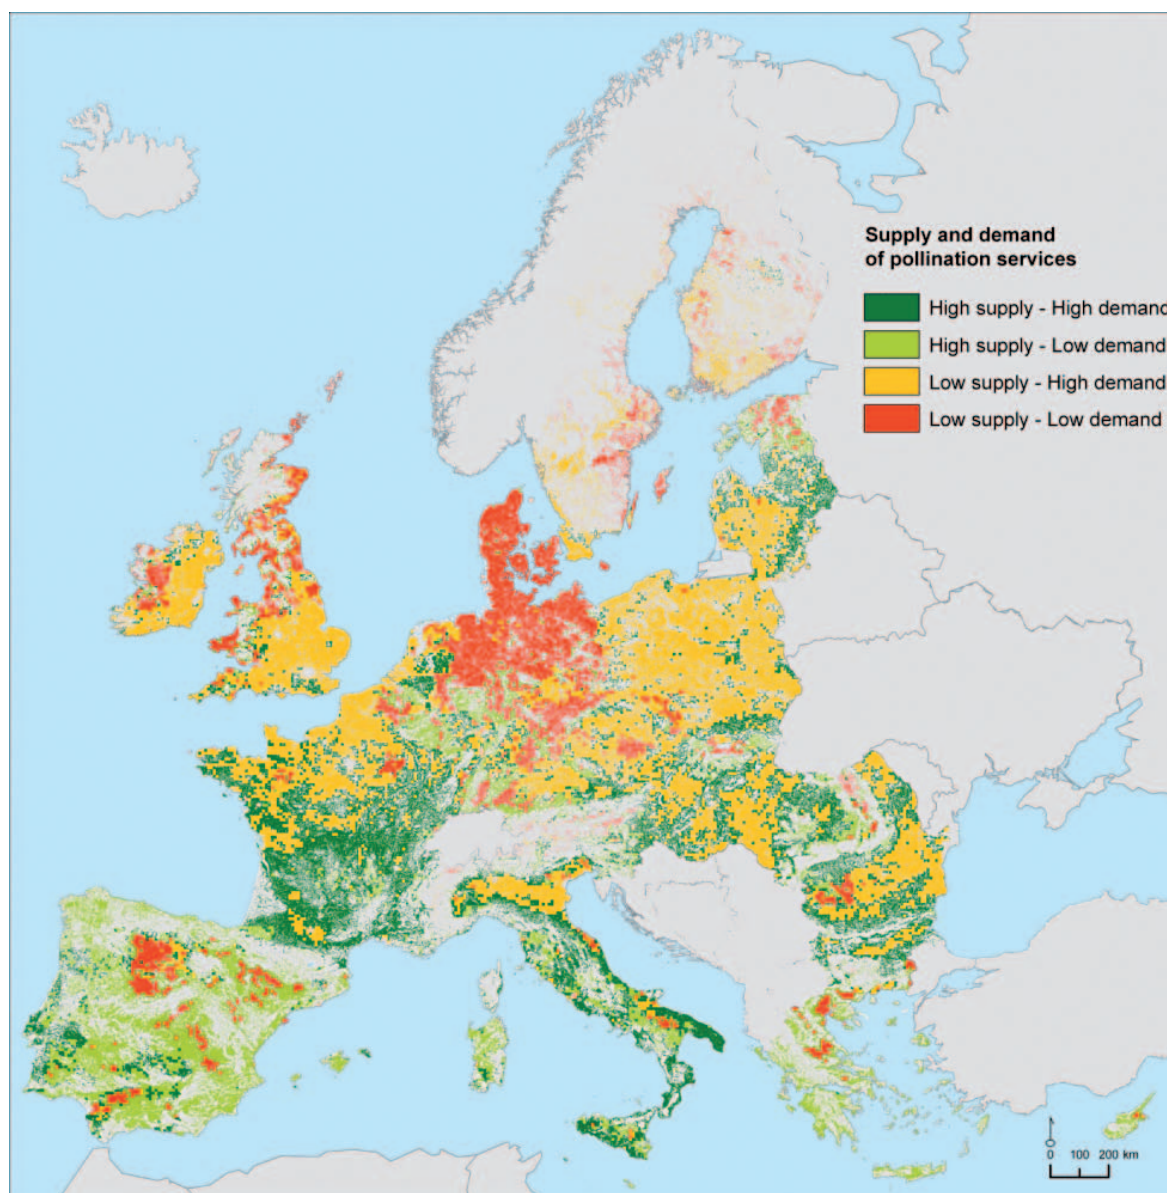 Supply and demand
of pollination services
High supply - High demand
High supply - Low demand
Low supply - High demand
Low supply - Low demand
0 100 200 km